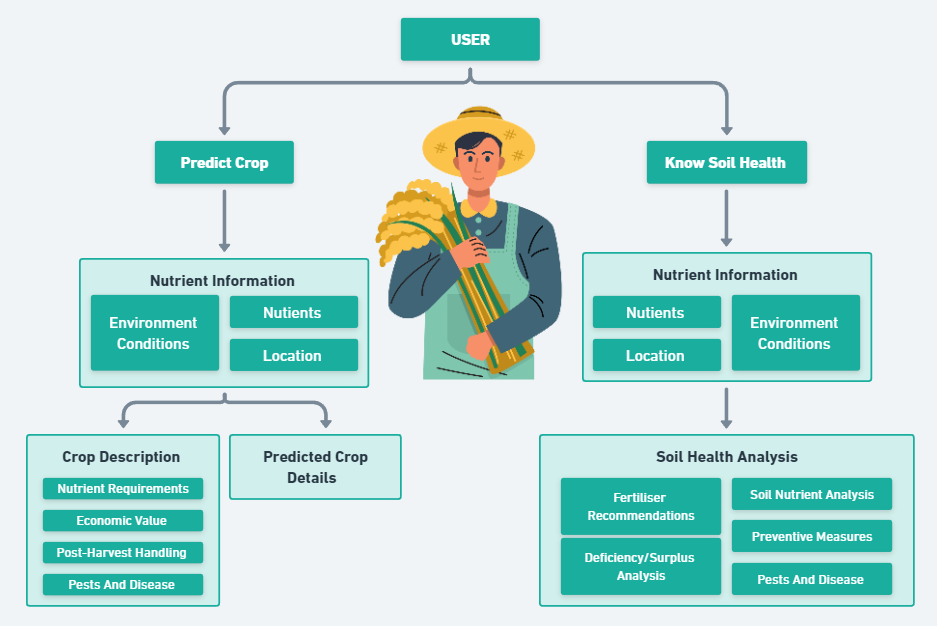 USER
Predict Crop
Know Soil Health
Nutrient Information
Environment
Conditions
Nutients
Location
Nutrient Information
Nutients
Location
Environment
Conditions
Crop Description
Nutrient Requirements
Economic Value
Post-Harvest Handling
Pests And Disease
Predicted Crop
Details
Soil Health Analysis
Fertiliser
Recommendations
Deficiency/Surplus
Analysis
Soil Nutrient Analysis
Preventive Measures
Pests And Disease